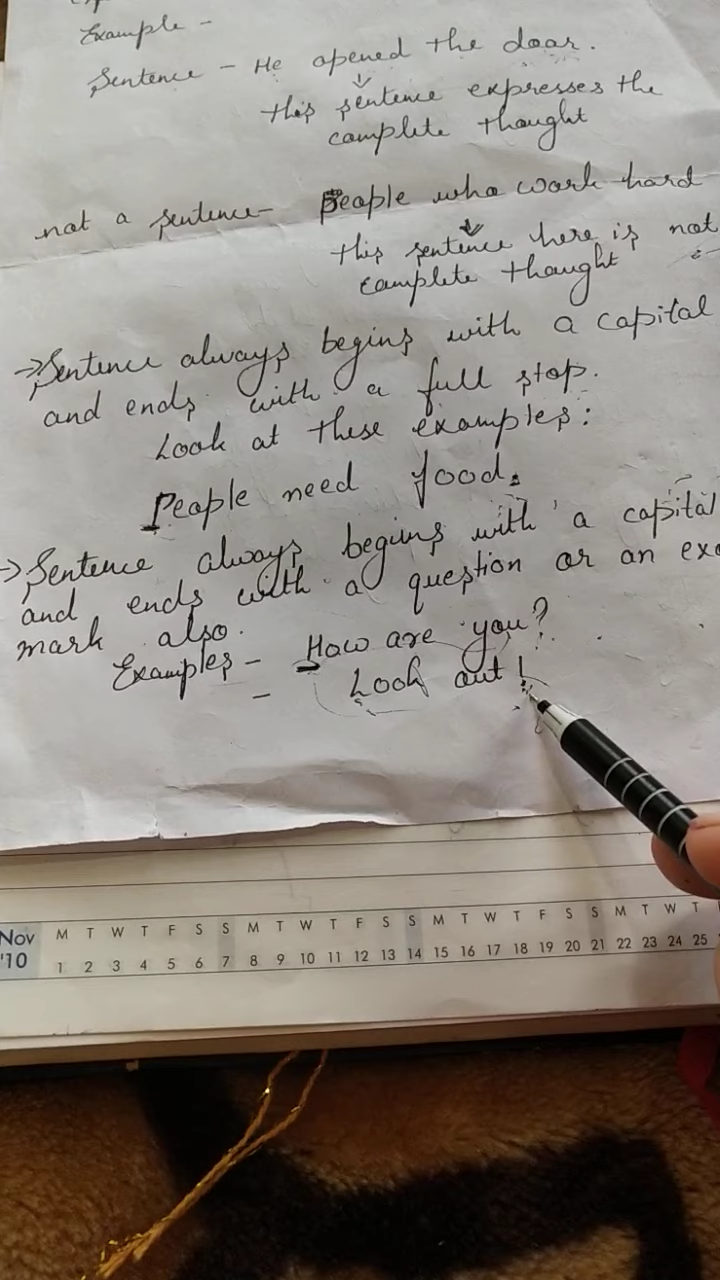 Example -
Sentence - He opened the door.
this sentence expresses the
complete thought
not a sentence- People who work hard
this sentence here is not
complete thought
→Sentence always begins with a capital
and ends with a full stop.
Look at these examples:
People need food.
→Sentence always begins with a capital
and ends with a question or an
mark also.
Examples - How are you?
- Look out!
Nov M T W T F S S M T W T F S S M T W T F S S M T W T
'10 1 2 3 4 5 6 7 8 9 10 11 12 13 14 15 16 17 18 19 20 21 22 23 24 25